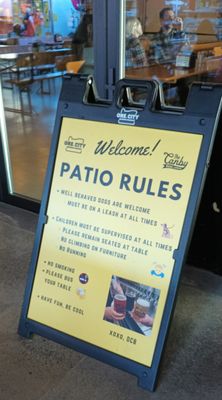 ONE CITY
ONE CITY
Welcome!
The Canby
PATIO RULES
• WELL BEHAVED DOGS ARE WELCOME
MUST BE ON A LEASH AT ALL TIMES
• CHILDREN MUST BE SUPERVISED AT ALL TIMES
- PLEASE REMAIN SEATED AT TABLE
- NO CLIMBING ON FURNITURE
- NO RUNNING
• NO SMOKING
• PLEASE BUS
YOUR TABLE
• HAVE FUN, BE COOL
XOXO, OCB